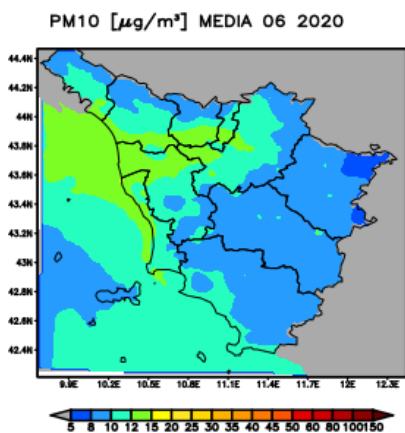 PM10 [μg/m³] MEDIA 06 2020
44.4N
44.2N
44N
43.8N
43.6N
43.4N
43.2N
43N
42.8N
42.6N
42.4N
9.9E 10.2E 10.5E 10.8E 11.1E 11.4E 11.7E 12E 12.3E
5 8 10 12 15 20 25 30 35 40 45 50 60 80 100 150